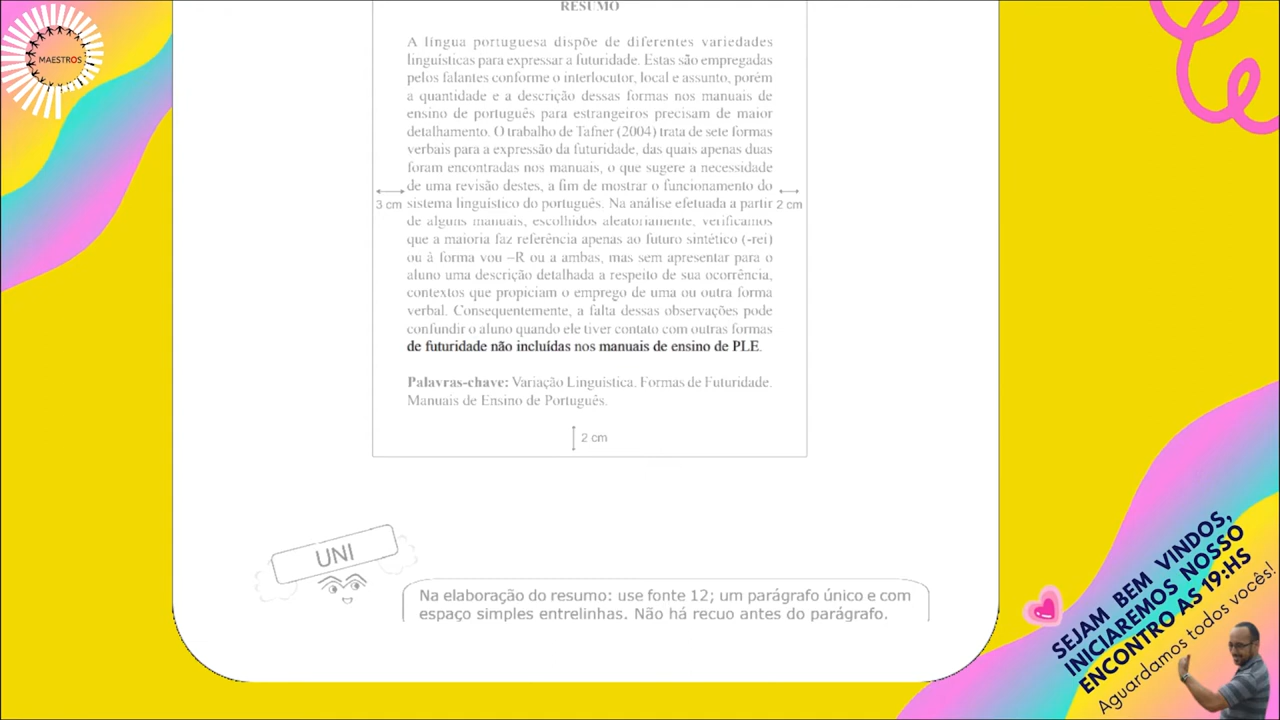 MAESTROS
RESUMO
A língua portuguesa dispõe de diferentes variedades
linguísticas para expressar a futuridade. Estas são empregadas
pelos falantes conforme o interlocutor, local e assunto, porém
a quantidade e a descrição dessas formas nos manuais de
ensino de português para estrangeiros precisam de maior
detalhamento. O trabalho de Tafner (2004) trata de sete formas
verbais para a expressão da futuridade, das quais apenas duas
foram encontradas nos manuais, o que sugere a necessidade
de uma revisão destes, a fim de mostrar o funcionamento do
sistema linguístico do português. Na análise efetuada a partir
de alguns manuais, escolhidos aleatoriamente, verificamos
que a maioria faz referência apenas ao futuro sintético (-rei)
ou à forma vou –R ou a ambas, mas sem apresentar para o
aluno uma descrição detalhada a respeito de sua ocorrência,
contextos que propiciam o emprego de uma ou outra forma
verbal. Consequentemente, a falta dessas observações pode
confundir o aluno quando ele tiver contato com outras formas
de futuridade não incluídas nos manuais de ensino de PLE.
3 cm
2 cm
Palavras-chave: Variação Linguística. Formas de Futuridade.
Manuais de Ensino de Português.
2 cm
UNI
Na elaboração do resumo: use fonte 12; um parágrafo único e com
espaço simples entrelinhas. Não há recuo antes do parágrafo.
SEJAM BEM VINDOS,
INICIAREMOS NOSSO
ENCONTRO AS 19:HS
Aguardamos todos vocês!